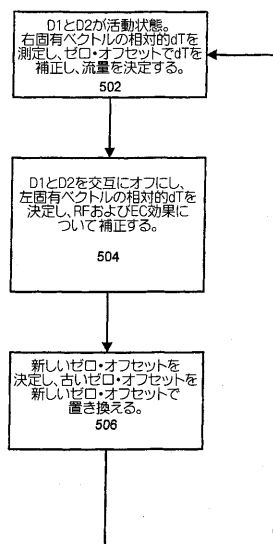 D1とD2が活動状態。
右固有ベクトルの相対的dTを
測定し、ゼロ・オフセットでdTを
補正し、流量を決定する。
502
D1とD2を交互にオフにし、
左固有ベクトルの相対的dTを
決定し、RFおよびEC効果に
ついて補正する。
504
新しいゼロ・オフセットを
決定し、古いゼロ・オフセットを
新しいゼロ・オフセットで
置き換える。
506